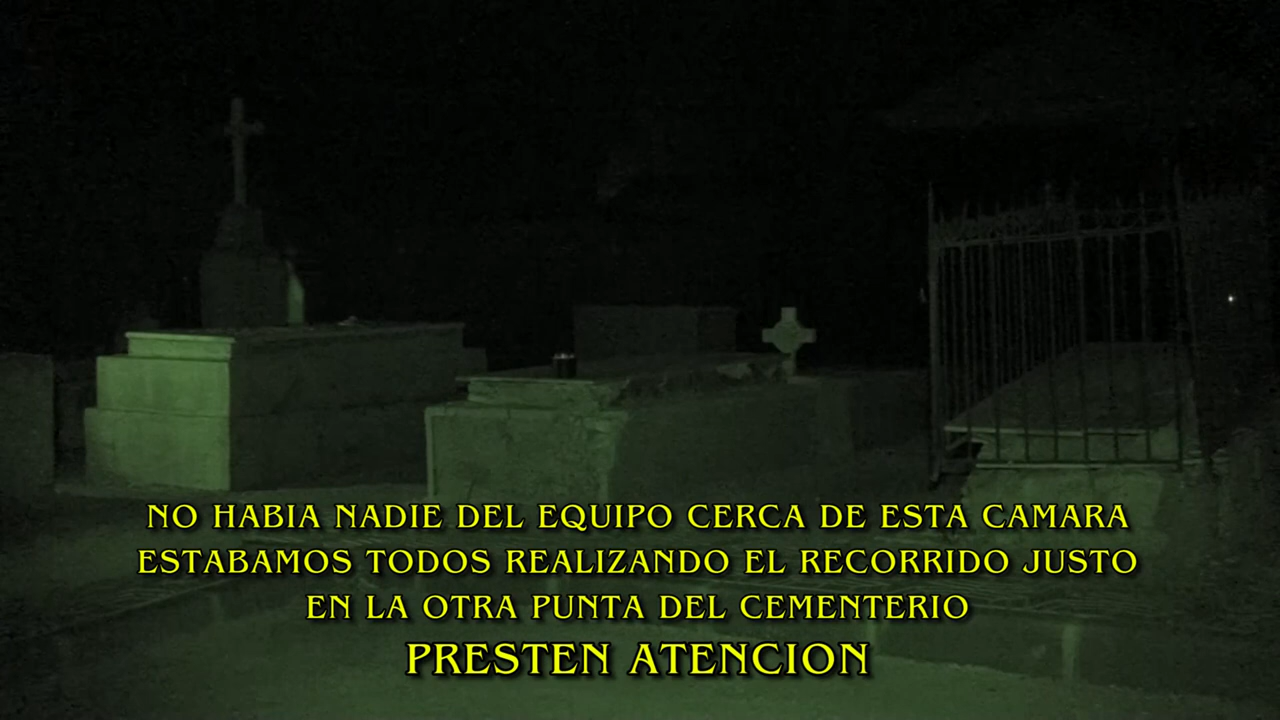 NO HABIA NADIE DEL EQUIPO CERCA DE ESTA CAMARA
ESTABAMOS TODOS REALIZANDO EL RECORRIDO JUSTO
EN LA OTRA PUNTA DEL CEMENTERIO
PRESTEN ATENCION